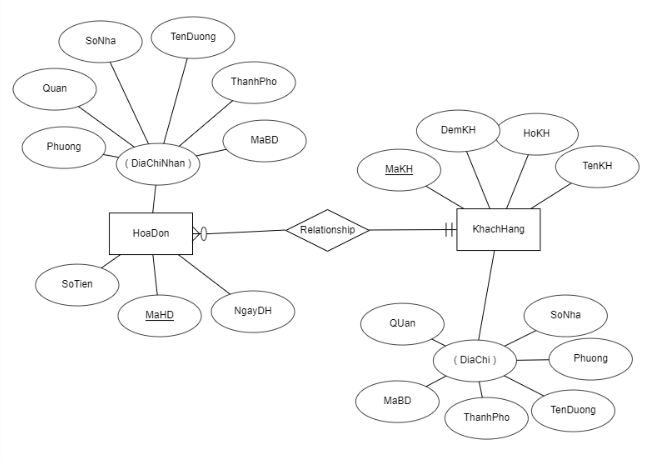 SoNha
TenDuong
Quan
ThanhPho
Phuong
( DiaChiNhan )
MaBD
HoaDon
SoTien
MaHD
NgayDH
Relationship
DemKH
HoKH
MaKH
TenKH
KhachHang
QUan
SoNha
( DiaChi )
Phuong
MaBD
ThanhPho
TenDuong